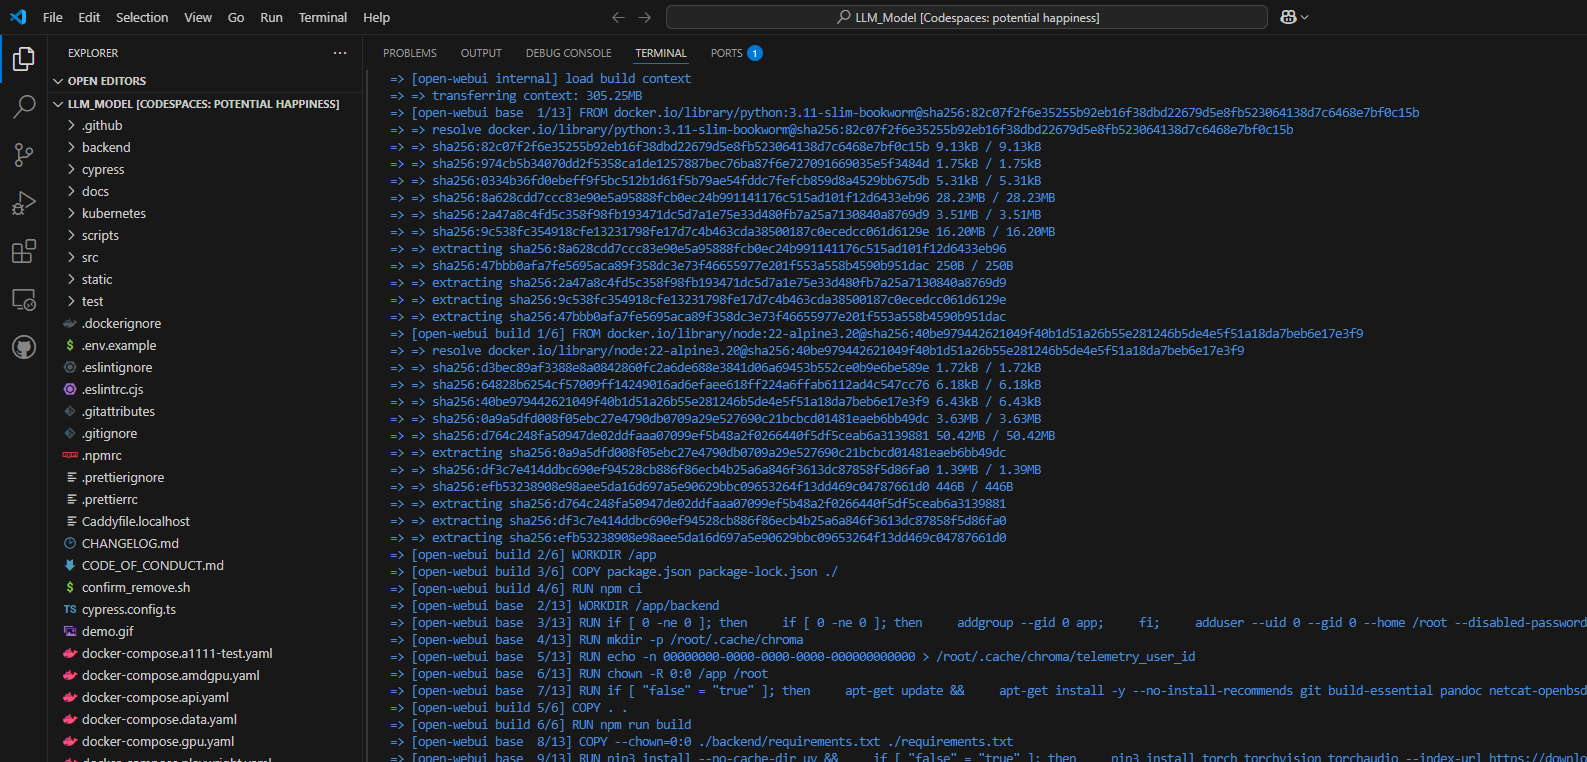 File Edit Selection View Go Run Terminal Help
LLM_Model [Codespaces: potential happiness]
EXPLORER
OPEN EDITORS
LLM_MODEL [CODESPACES: POTENTIAL HAPPINESS]
.github
backend
cypress
docs
kubernetes
scripts
src
static
test
.dockerignore
$ .env.example
.eslintignore
.eslintrc.cjs
.gitattributes
.gitignore
.npmrc
.prettierignore
.prettierrc
Caddyfile.localhost
CHANGELOG.md
CODE_OF_CONDUCT.md
$ confirm_remove.sh
TS cypress.config.ts
demo.gif
docker-compose.a1111-test.yaml
docker-compose.amdgpu.yaml
docker-compose.api.yaml
docker-compose.data.yaml
docker-compose.gpu.yaml
docker-compose.playwright.yaml
PROBLEMS OUTPUT DEBUG CONSOLE TERMINAL PORTS 1
=> [open-webui internal] load build context
=> => transferring context: 305.25MB
=> [open-webui base  1/13] FROM docker.io/library/python:3.11-slim-bookworm@sha256:82c07f2f6e35255b92eb16f38dbd22679d5e8fb523064138d7c6468e7bf0c15b
=> => resolve docker.io/library/python:3.11-slim-bookworm@sha256:82c07f2f6e35255b92eb16f38dbd22679d5e8fb523064138d7c6468e7bf0c15b
=> => sha256:82c07f2f6e35255b92eb16f38dbd22679d5e8fb523064138d7c6468e7bf0c15b 9.13kB / 9.13kB
=> => sha256:974cb5b34070dd2f5358ca1de1257887bec76ba87f6e727091669035e5f3484d 1.75kB / 1.75kB
=> => sha256:0334b36fd0ebeff9f5bc512b1d61f5b79ae54fddc7fefcb859d8a4529bb675db 5.31kB / 5.31kB
=> => sha256:8a628cdd7ccc83e90e5a95888fcb0ec24b991141176c515ad101f12d6433eb96 28.23MB / 28.23MB
=> => sha256:2a47a8c4fd5c358f98fb193471dc5d7a1e75e33d480fb7a25a7130840a8769d9 3.51MB / 3.51MB
=> => sha256:9c538fc354918cfe13231798fe17d7c4b463cda38500187c0ecedcc061d6129e 16.20MB / 16.20MB
=> => extracting sha256:8a628cdd7ccc83e90e5a95888fcb0ec24b991141176c515ad101f12d6433eb96
=> => sha256:47bbb0afa7fe5695aca89f358dc3e73f46655977e201f553a558b4590b951dac 250B / 250B
=> => extracting sha256:2a47a8c4fd5c358f98fb193471dc5d7a1e75e33d480fb7a25a7130840a8769d9
=> => extracting sha256:9c538fc354918cfe13231798fe17d7c4b463cda38500187c0ecedcc061d6129e
=> => extracting sha256:47bbb0afa7fe5695aca89f358dc3e73f46655977e201f553a558b4590b951dac
=> [open-webui build 1/6] FROM docker.io/library/node:22-alpine3.20@sha256:40be979442621049f40b1d51a26b55e281246b5de4e5f51a18da7beb6e17e3f9
=> => resolve docker.io/library/node:22-alpine3.20@sha256:40be979442621049f40b1d51a26b55e281246b5de4e5f51a18da7beb6e17e3f9
=> => sha256:d3bec89af3388e8a0842860fc2a6de688e3841d06a69453b552ce0b9e6be589e 1.72kB / 1.72kB
=> => sha256:64828b6254cf57009ff14249016ad6efaee618ff224a6ffab6112ad4c547cc76 6.18kB / 6.18kB
=> => sha256:40be979442621049f40b1d51a26b55e281246b5de4e5f51a18da7beb6e17e3f9 6.43kB / 6.43kB
=> => sha256:0a9a5dfd008f05ebc27e4790db0709a29e527690c21bcbcd01481eaeb6bb49dc 3.63MB / 3.63MB
=> => sha256:d764c248fa50947de02ddfaaa07099ef5b48a2f0266440f5df5ceab6a3139881 50.42MB / 50.42MB
=> => extracting sha256:0a9a5dfd008f05ebc27e4790db0709a29e527690c21bcbcd01481eaeb6bb49dc
=> => sha256:df3c7e414ddbc690ef94528cb886f86ecb4b25a6a846f3613dc87858f5d86fa0 1.39MB / 1.39MB
=> => sha256:efb53238908e98aee5da16d697a5e90629bbc09653264f13dd469c04787661d0 446B / 446B
=> => extracting sha256:d764c248fa50947de02ddfaaa07099ef5b48a2f0266440f5df5ceab6a3139881
=> => extracting sha256:df3c7e414ddbc690ef94528cb886f86ecb4b25a6a846f3613dc87858f5d86fa0
=> => extracting sha256:efb53238908e98aee5da16d697a5e90629bbc09653264f13dd469c04787661d0
=> [open-webui build 2/6] WORKDIR /app
=> [open-webui build 3/6] COPY package.json package-lock.json ./
=> [open-webui build 4/6] RUN npm ci
=> [open-webui base  2/13] WORKDIR /app/backend
=> [open-webui base  3/13] RUN if [ 0 -ne 0 ]; then     if [ 0 -ne 0 ]; then     addgroup --gid 0 app;     fi;     adduser --uid 0 --gid 0 --home /root --disabled-password
=> [open-webui base  4/13] RUN mkdir -p /root/.cache/chroma
=> [open-webui base  5/13] RUN echo -n 00000000-0000-0000-0000-000000000000 > /root/.cache/chroma/telemetry_user_id
=> [open-webui base  6/13] RUN chown -R 0:0 /app /root
=> [open-webui base  7/13] RUN if [ "false" = "true" ]; then     apt-get update &&     apt-get install -y --no-install-recommends git build-essential pandoc netcat-openbsd
=> [open-webui build 5/6] COPY . .
=> [open-webui build 6/6] RUN npm run build
=> [open-webui base  8/13] COPY --chown=0:0 ./backend/requirements.txt ./requirements.txt
=> [open-webui base  9/13] RUN pip3 install --no-cache-dir uv &&     if [ "false" = "true" ]; then     pip3 install torch torchvision torchaudio --index-url https://downlo